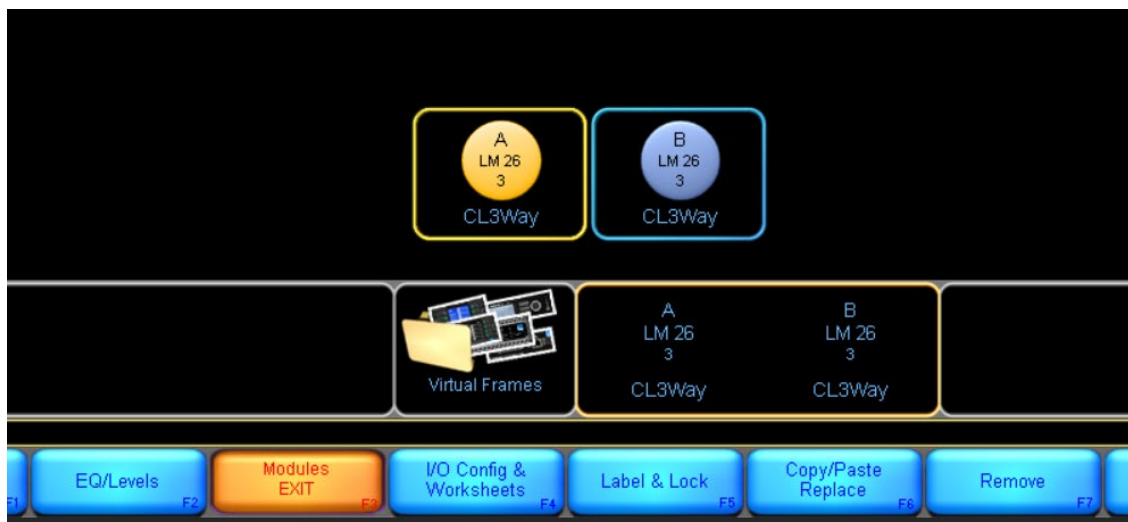 A
LM 26
3
CL3Way
B
LM 26
3
CL3Way
Virtual Frames
A
LM 26
3
CL3Way
B
LM 26
3
CL3Way
F1
EQ/Levels
F2
Modules
EXIT
F3
I/O Config &
Worksheets
F4
Label & Lock
F5
Copy/Paste
Replace
F6
Remove
F7